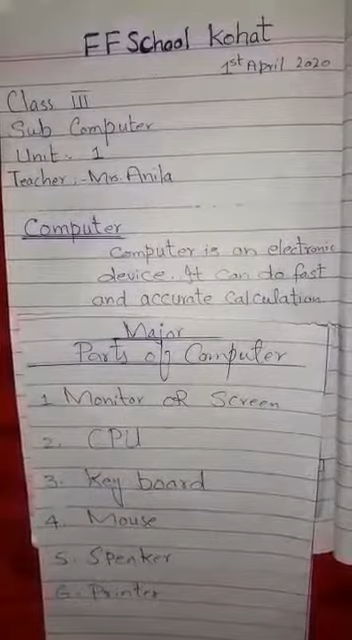 FF School Kohat
1st April 2020
Class III
Sub Computer
Unit . 1
Teacher :- Mrs. Anila
Computer
Computer is an electronic
device. It can do fast
and accurate calculation
Major
Parts of Computer
1 Monitor OR Screen
2. CPU
3. Key board
4. Mouse
5. Speaker
6. Printer